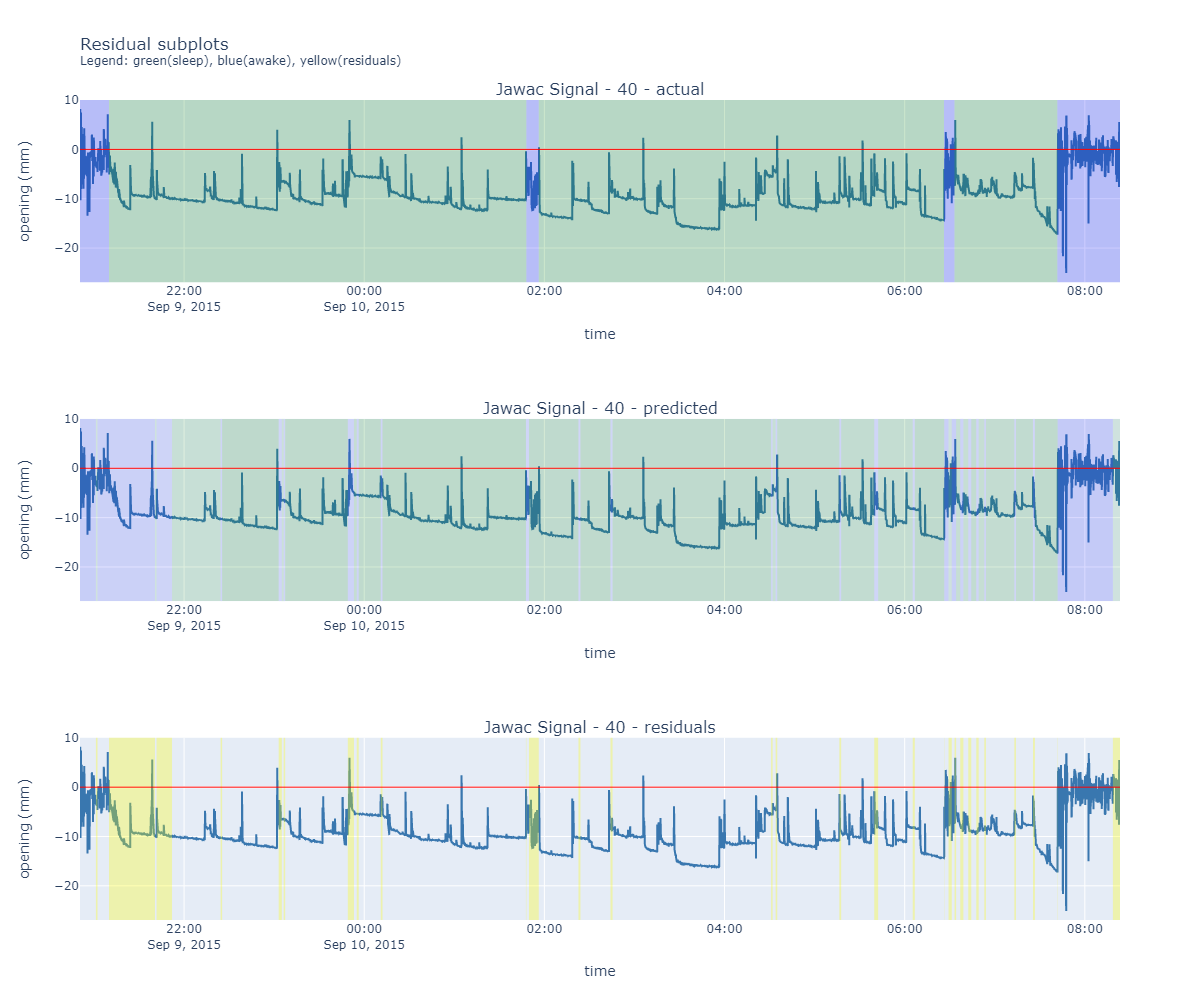 Residual subplots
Legend: green(sleep), blue(awake), yellow(residuals)
Jawac Signal - 40 - actual
10
0
−10
−20
opening (mm)
22:00 00:00 02:00 04:00 06:00 08:00
Sep 9, 2015 Sep 10, 2015
time
Jawac Signal - 40 - predicted
10
0
−10
−20
opening (mm)
22:00 00:00 02:00 04:00 06:00 08:00
Sep 9, 2015 Sep 10, 2015
time
Jawac Signal - 40 - residuals
10
0
−10
−20
opening (mm)
22:00 00:00 02:00 04:00 06:00 08:00
Sep 9, 2015 Sep 10, 2015
time